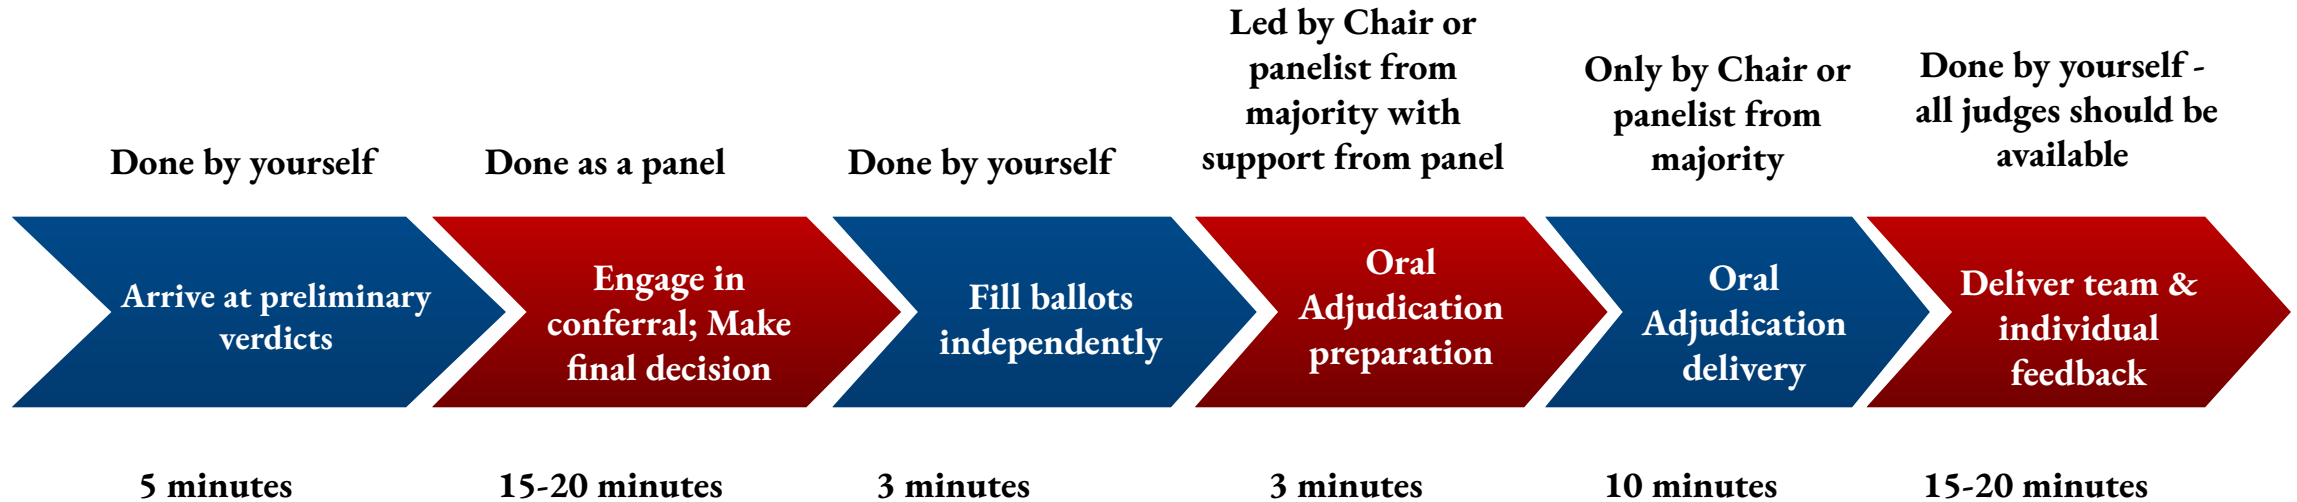 Done by yourself
Done as a panel
Done by yourself
Led by Chair or
panelist from
majority with
support from panel
Only by Chair or
panelist from
majority
Done by yourself -
all judges should be
available
Arrive at preliminary
verdicts
Engage in
conferral; Make
final decision
Fill ballots
independently
Oral
Adjudication
preparation
Oral
Adjudication
delivery
Deliver team &
individual
feedback
5 minutes
15-20 minutes
3 minutes
3 minutes
10 minutes
15-20 minutes